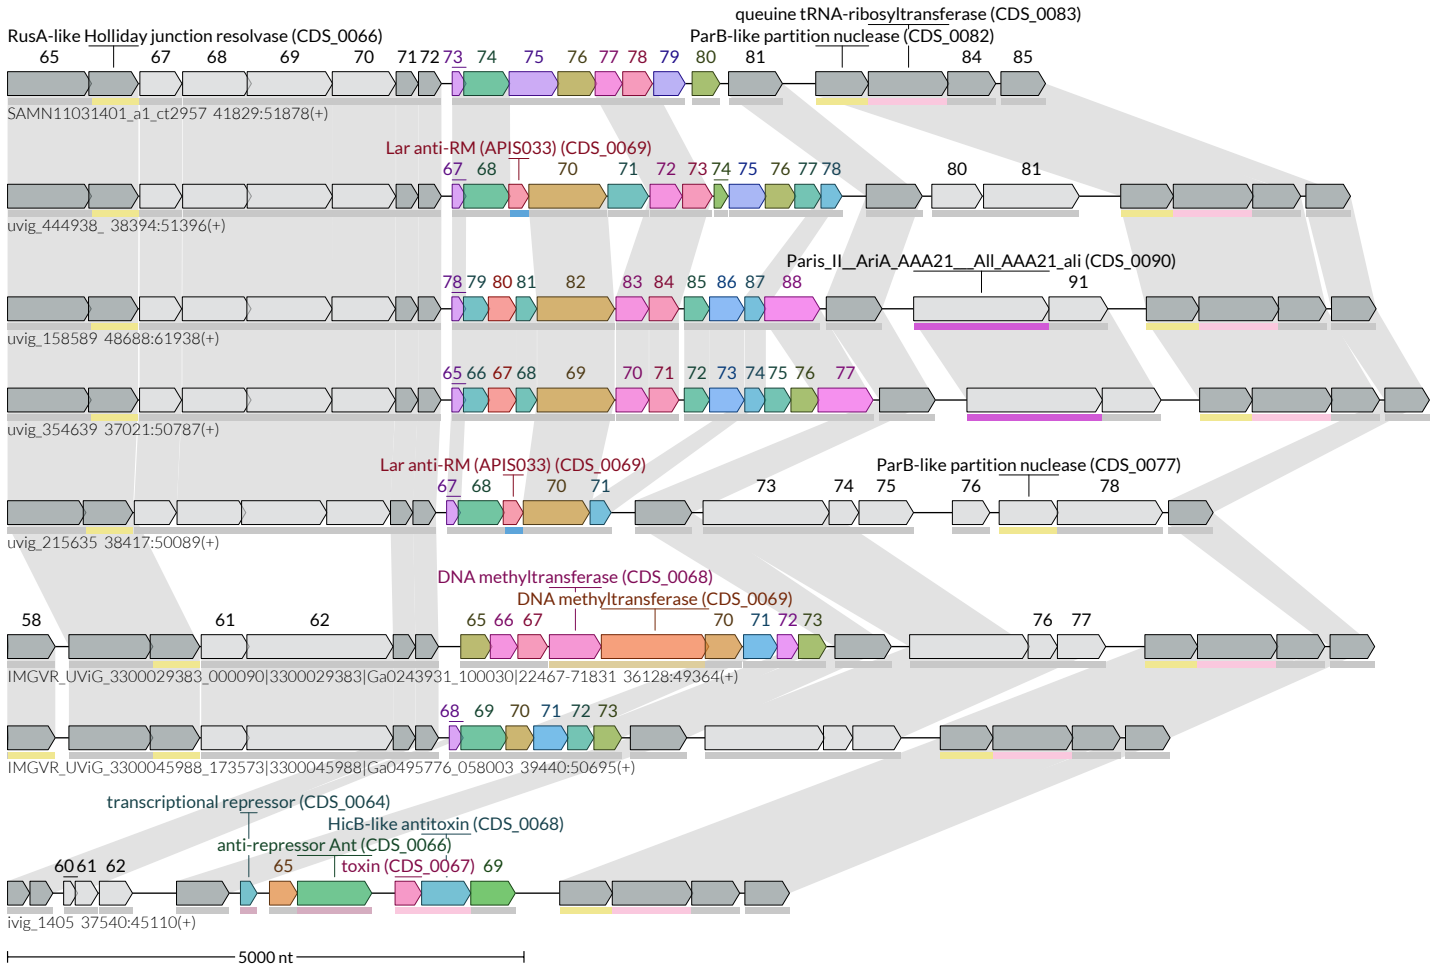 queuine tRNA-ribosyltransferase (CDS_0083)
RusA-like Holliday junction resolvase (CDS_0066) ParB-like partition nuclease (CDS_0082)
65 67 68 69 70 71 72 73 74 75 76 77 78 79 80 81 84 85
SAMN11031401_a1_ct2957 41829:51878(+)
Lar anti-RM (APIS033) (CDS_0069)
67 68 70 71 72 73 74 75 76 77 78 80 81
uvig_444938_ 38394:51396(+)
Paris_II__AriA_AAA21__All_AAA21_ali (CDS_0090)
78 79 80 81 82 83 84 85 86 87 88 91
uvig_158589 48688:61938(+)
65 66 67 68 69 70 71 72 73 74 75 76 77
uvig_354639 37021:50787(+)
Lar anti-RM (APIS033) (CDS_0069) ParB-like partition nuclease (CDS_0077)
67 68 70 71 73 74 75 76 78
uvig_215635 38417:50089(+)
DNA methyltransferase (CDS_0068)
DNA methyltransferase (CDS_0069)
58 61 62 65 66 67 70 71 72 73 76 77
IMGVR_UViG_3300029383_000090|3300029383|Ga0243931_100030|22467-71831 36128:49364(+)
68 69 70 71 72 73
IMGVR_UViG_3300045988_173573|3300045988|Ga0495776_058003 39440:50695(+)
transcriptional repressor (CDS_0064)
HicB-like antitoxin (CDS_0068)
anti-repressor Ant (CDS_0066)
60 61 62 65 toxin (CDS_0067) 69
ivig_1405 37540:45110(+)
5000 nt